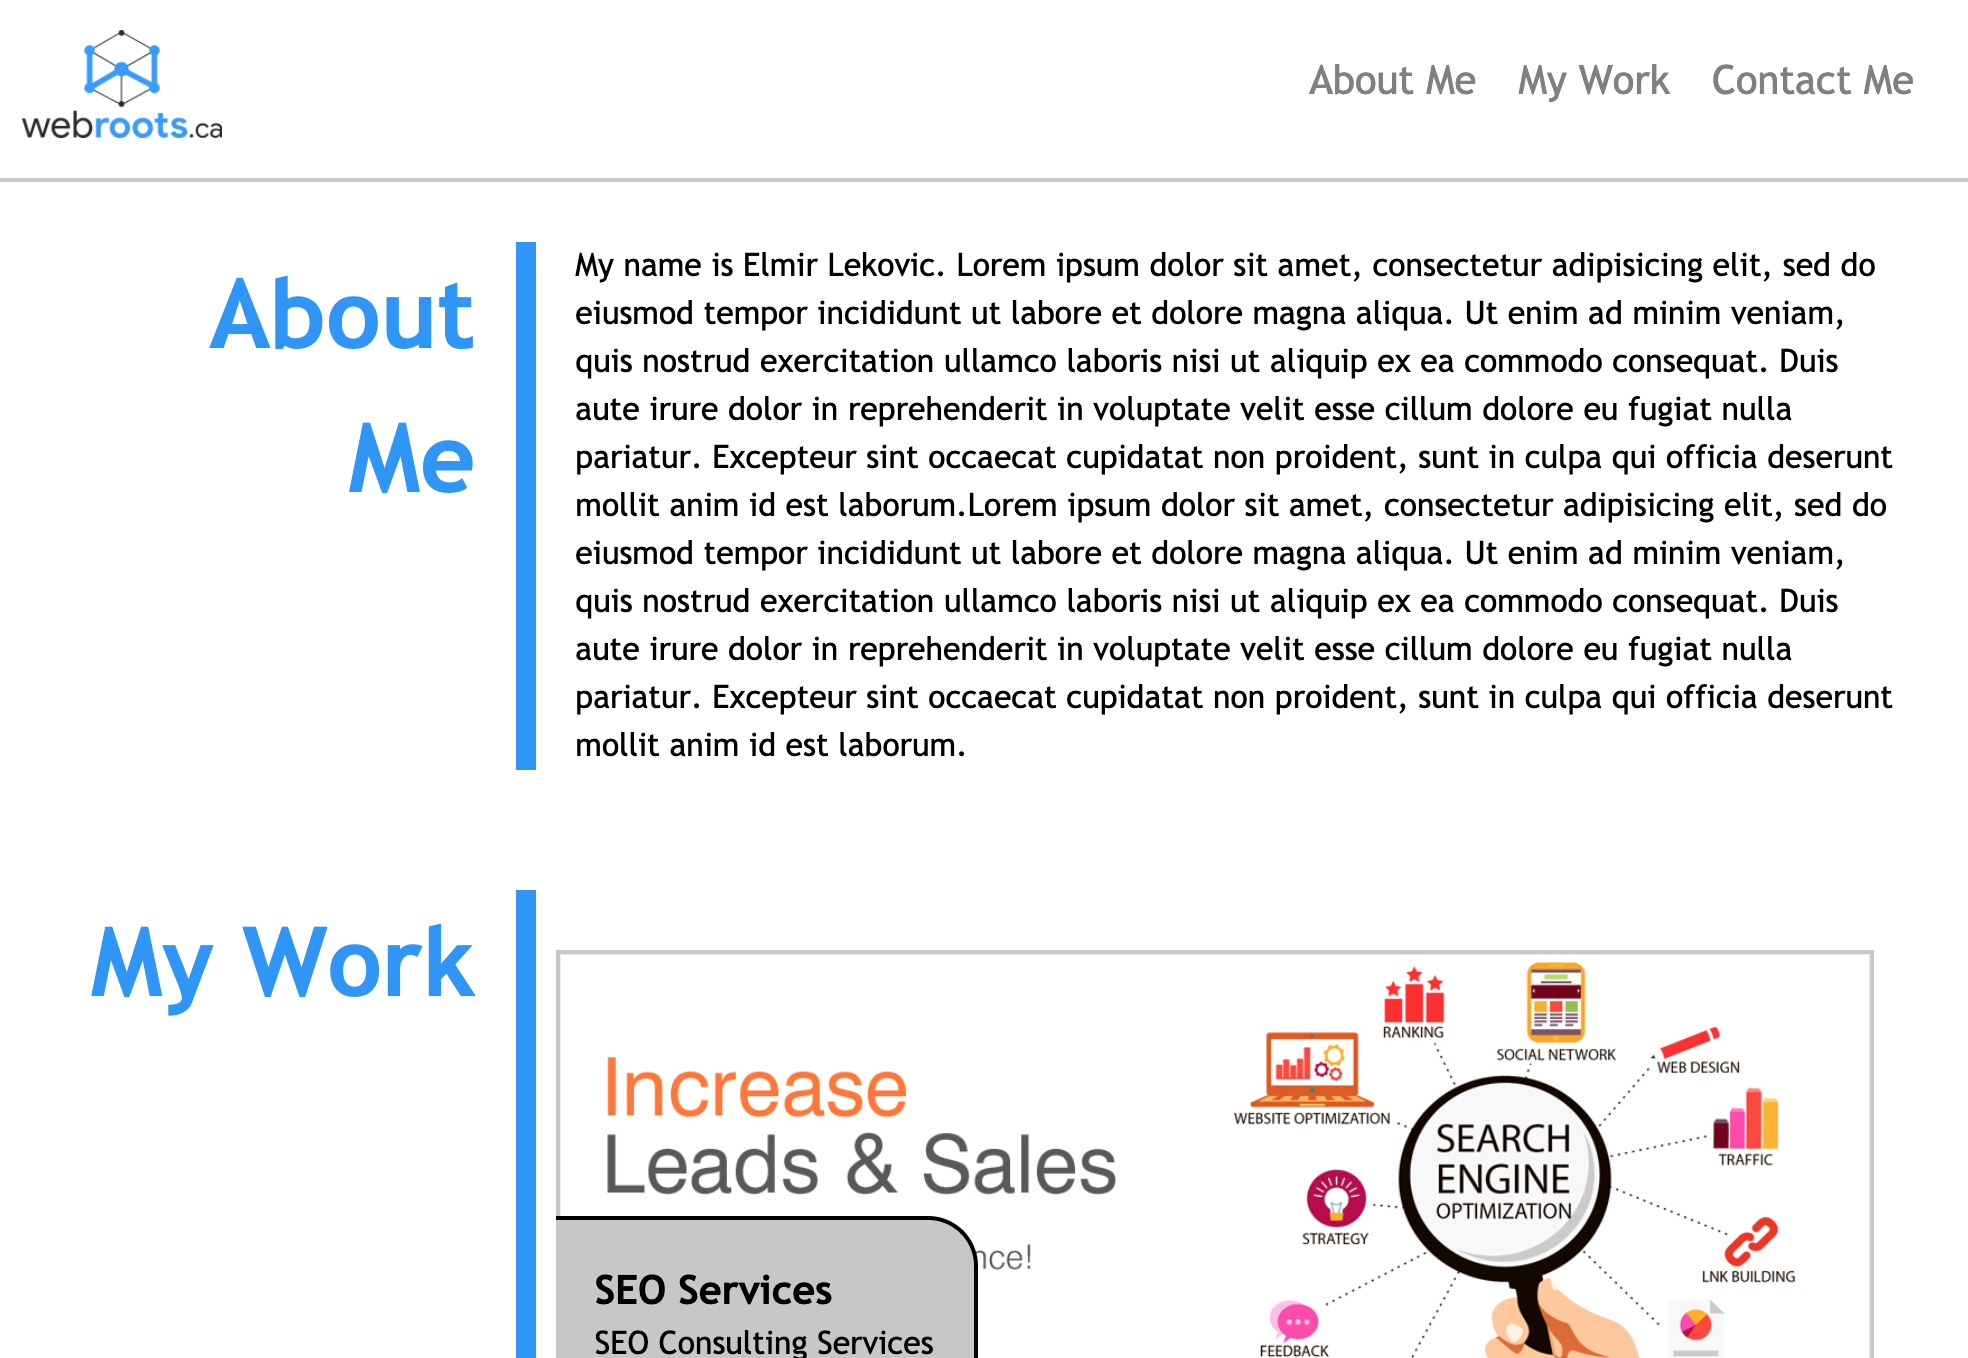 webroots.ca
About Me My Work Contact Me
About
Me
My name is Elmir Lekovic. Lorem ipsum dolor sit amet, consectetur adipisicing elit, sed do
eiusmod tempor incididunt ut labore et dolore magna aliqua. Ut enim ad minim veniam,
quis nostrud exercitation ullamco laboris nisi ut aliquip ex ea commodo consequat. Duis
aute irure dolor in reprehenderit in voluptate velit esse cillum dolore eu fugiat nulla
pariatur. Excepteur sint occaecat cupidatat non proident, sunt in culpa qui officia deserunt
mollit anim id est laborum.Lorem ipsum dolor sit amet, consectetur adipisicing elit, sed do
eiusmod tempor incididunt ut labore et dolore magna aliqua. Ut enim ad minim veniam,
quis nostrud exercitation ullamco laboris nisi ut aliquip ex ea commodo consequat. Duis
aute irure dolor in reprehenderit in voluptate velit esse cillum dolore eu fugiat nulla
pariatur. Excepteur sint occaecat cupidatat non proident, sunt in culpa qui officia deserunt
mollit anim id est laborum.
My Work
Increase
Leads & Sales
SEO Services
SEO Consulting Services
RANKING
SOCIAL NETWORK
WEB DESIGN
WEBSITE OPTIMIZATION
SEARCH
ENGINE
OPTIMIZATION
TRAFFIC
STRATEGY
LNK BUILDING
FEEDBACK